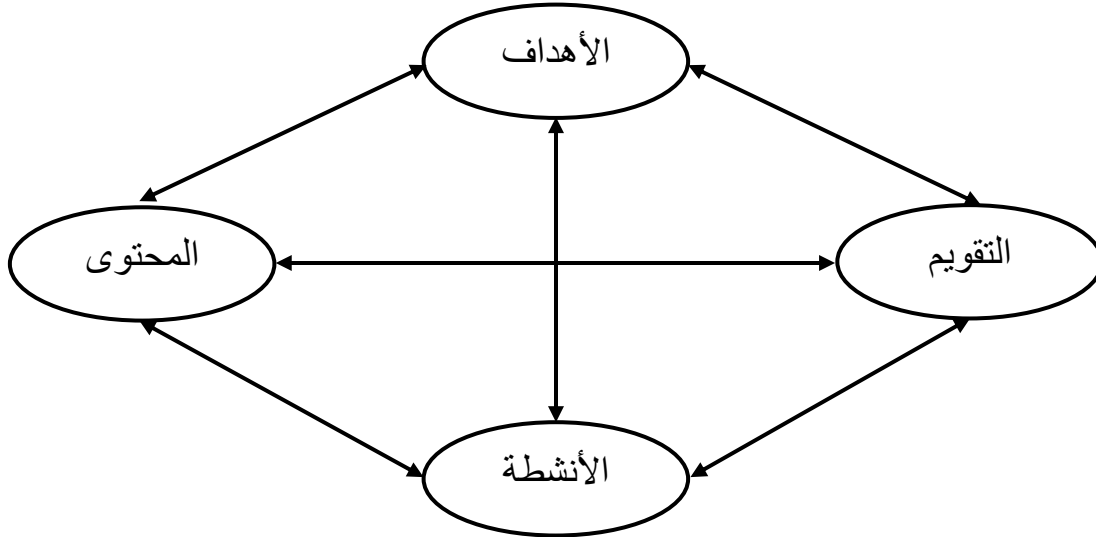 الأهداف
التقويم
المحتوى
الأنشطة